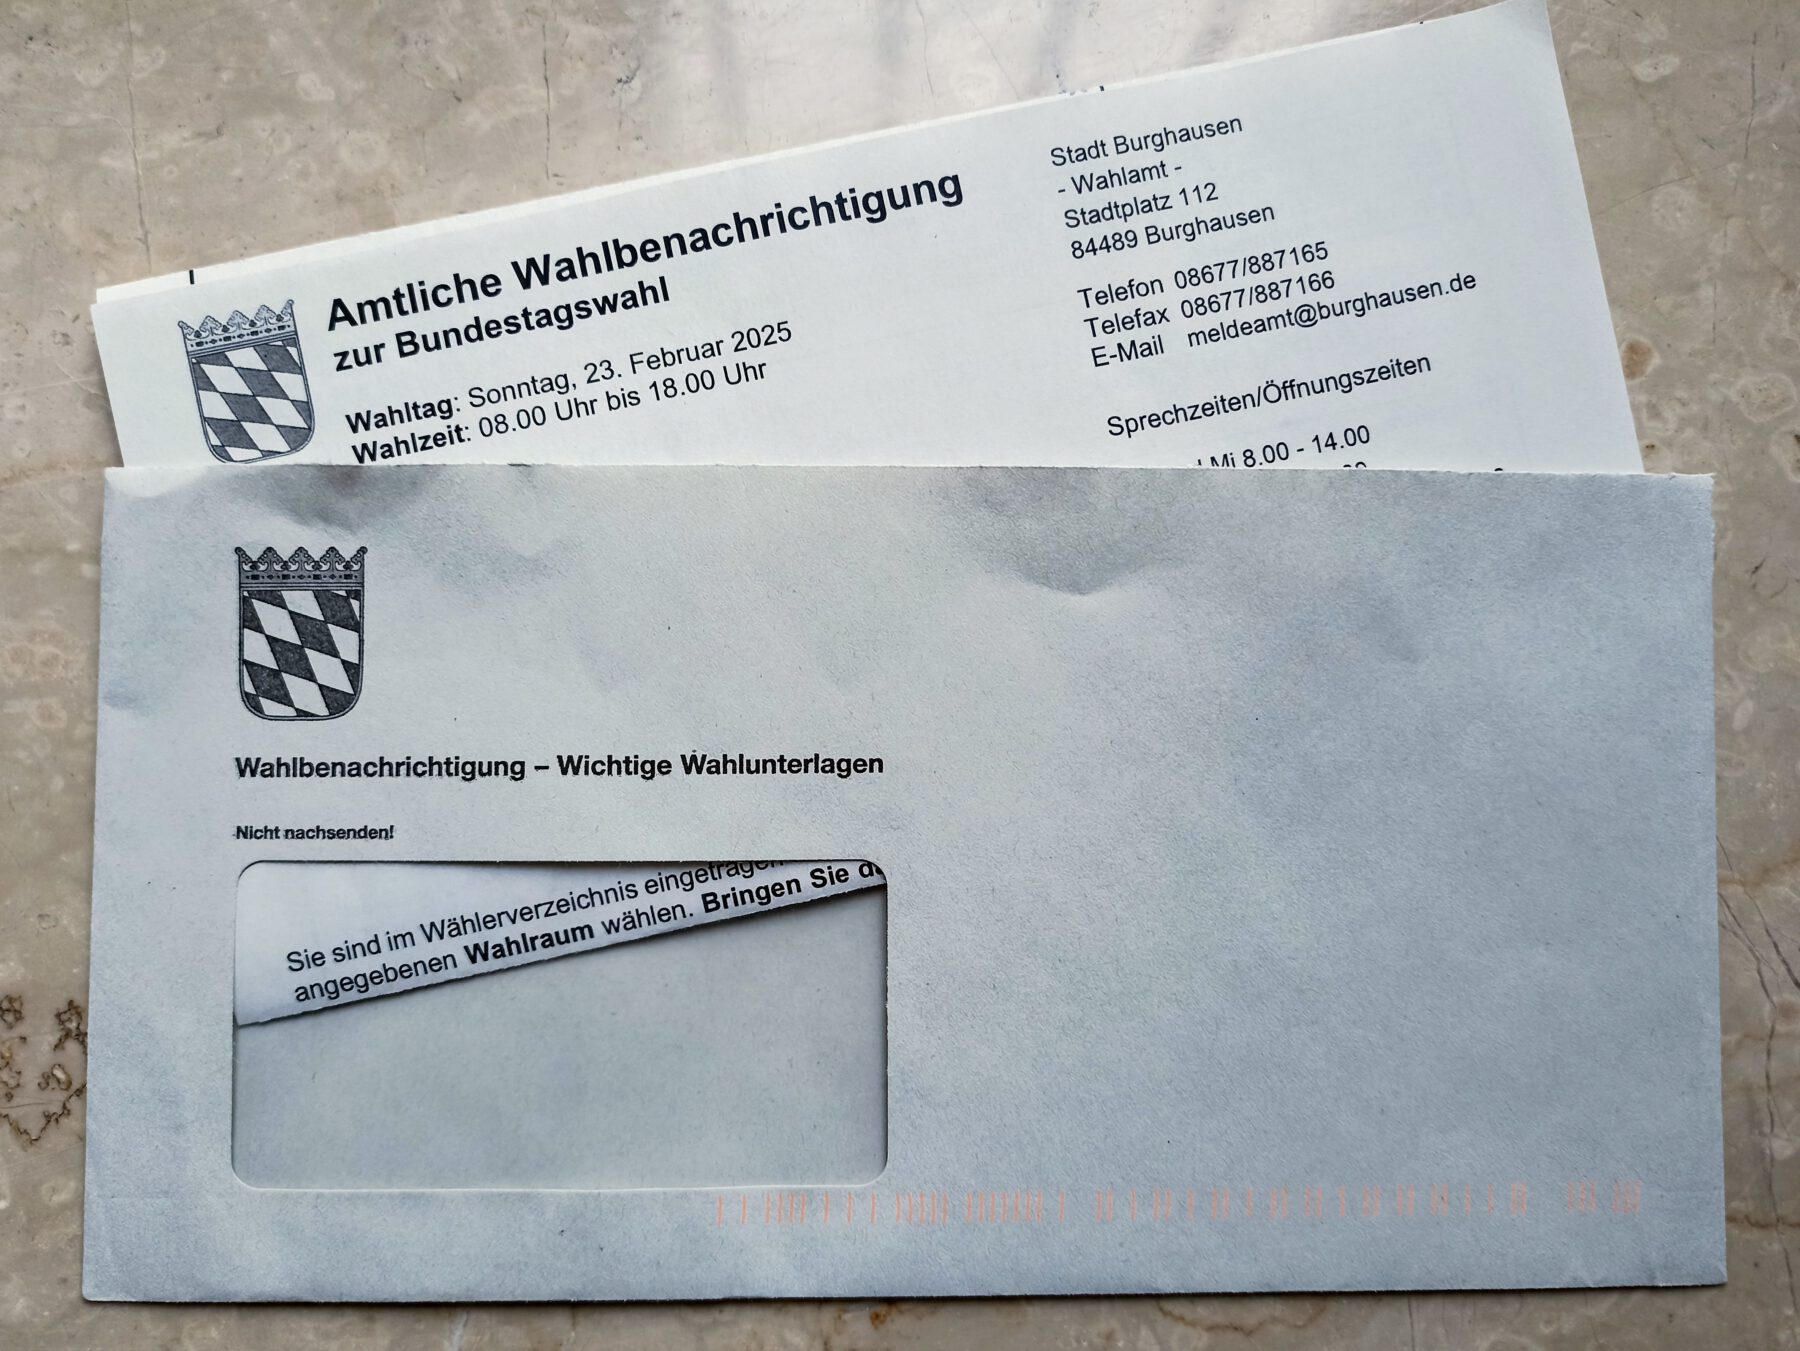 Amtliche Wahlbenachrichtigung
zur Bundestagswahl
Wahltag: Sonntag, 23. Februar 2025
Wahlzeit: 08.00 Uhr bis 18.00 Uhr
Stadt Burghausen
- Wahlamt -
Stadtplatz 112
84489 Burghausen
Telefon 08677/887165
Telefax 08677/887166
E-Mail meldeamt@burghausen.de
Sprechzeiten/Öffnungszeiten
Mi 8.00 - 14.00
Wahlbenachrichtigung – Wichtige Wahlunterlagen
Nicht nachsenden!
Sie sind im Wählerverzeichnis eingetragen
angegebenen Wahlraum wählen. Bringen Sie